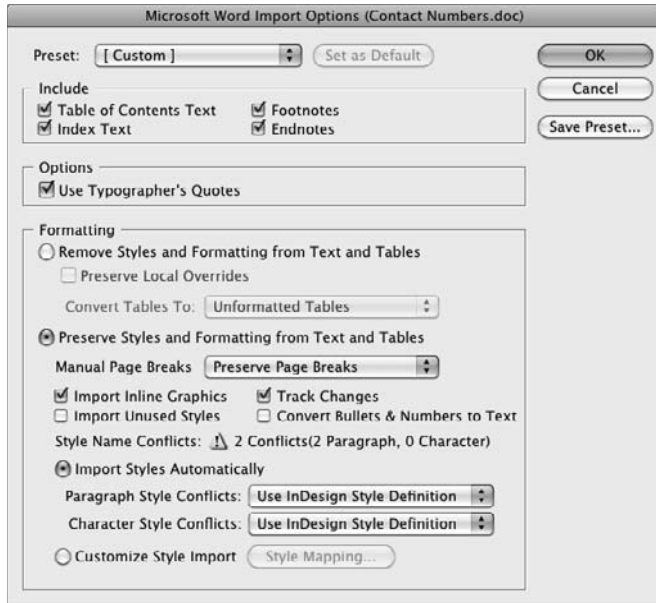 Microsoft Word Import Options (Contact Numbers.doc)
Preset: [ Custom ] Set as Default OK
Include Cancel
Table of Contents Text Footnotes
Index Text Endnotes Save Preset...
Options
Use Typographer's Quotes
Formatting
Remove Styles and Formatting from Text and Tables
Preserve Local Overrides
Convert Tables To: Unformatted Tables
Preserve Styles and Formatting from Text and Tables
Manual Page Breaks Preserve Page Breaks
Import Inline Graphics Track Changes
Import Unused Styles Convert Bullets & Numbers to Text
Style Name Conflicts: 2 Conflicts(2 Paragraph, 0 Character)
Import Styles Automatically
Paragraph Style Conflicts: Use InDesign Style Definition
Character Style Conflicts: Use InDesign Style Definition
Customize Style Import Style Mapping...